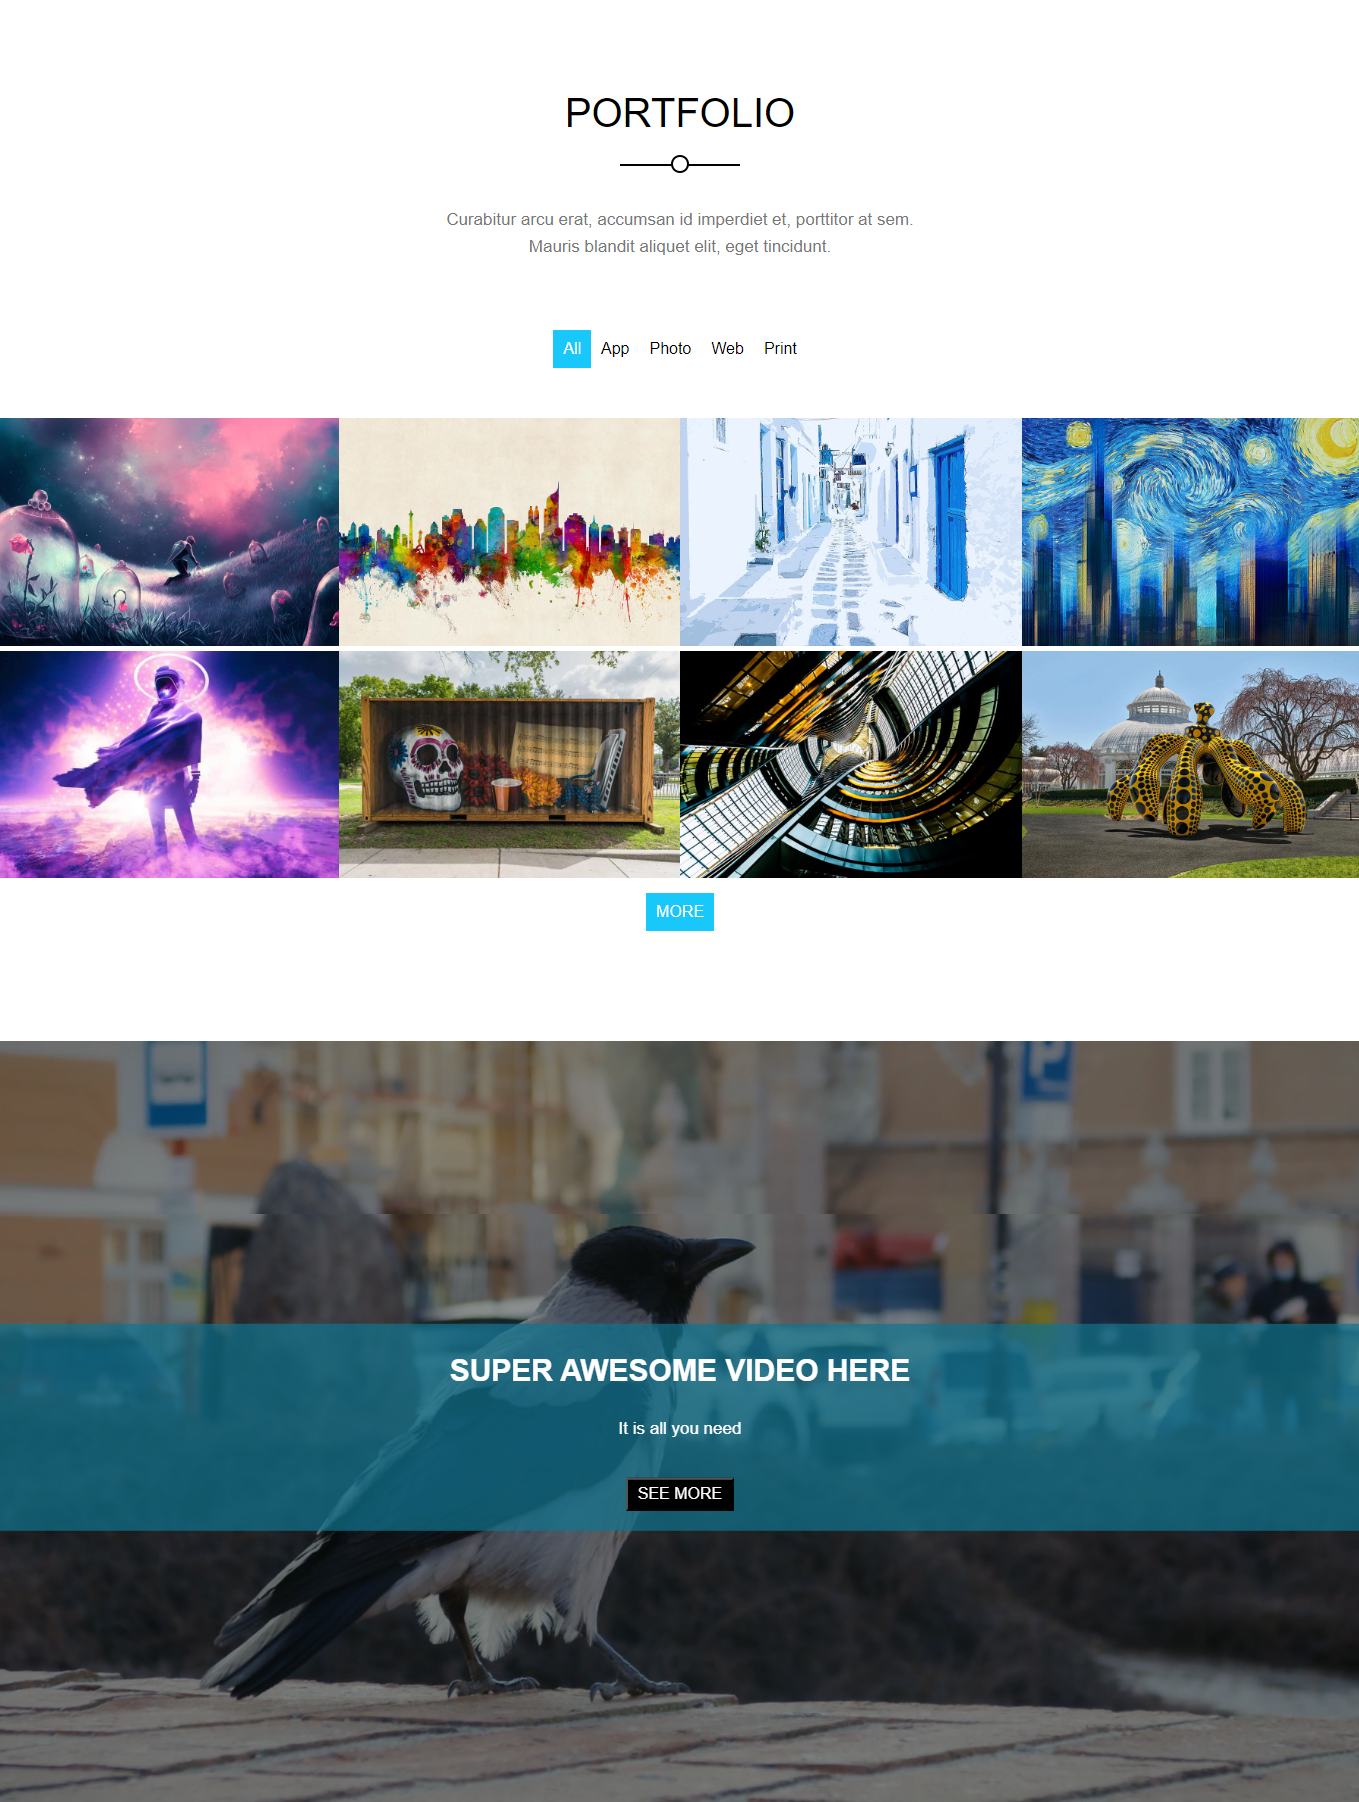 PORTFOLIO
Curabitur arcu erat, accumsan id imperdiet et, porttitor at sem.
Mauris blandit aliquet elit, eget tincidunt.
All App Photo Web Print
MORE
P
SUPER AWESOME VIDEO HERE
It is all you need
SEE MORE